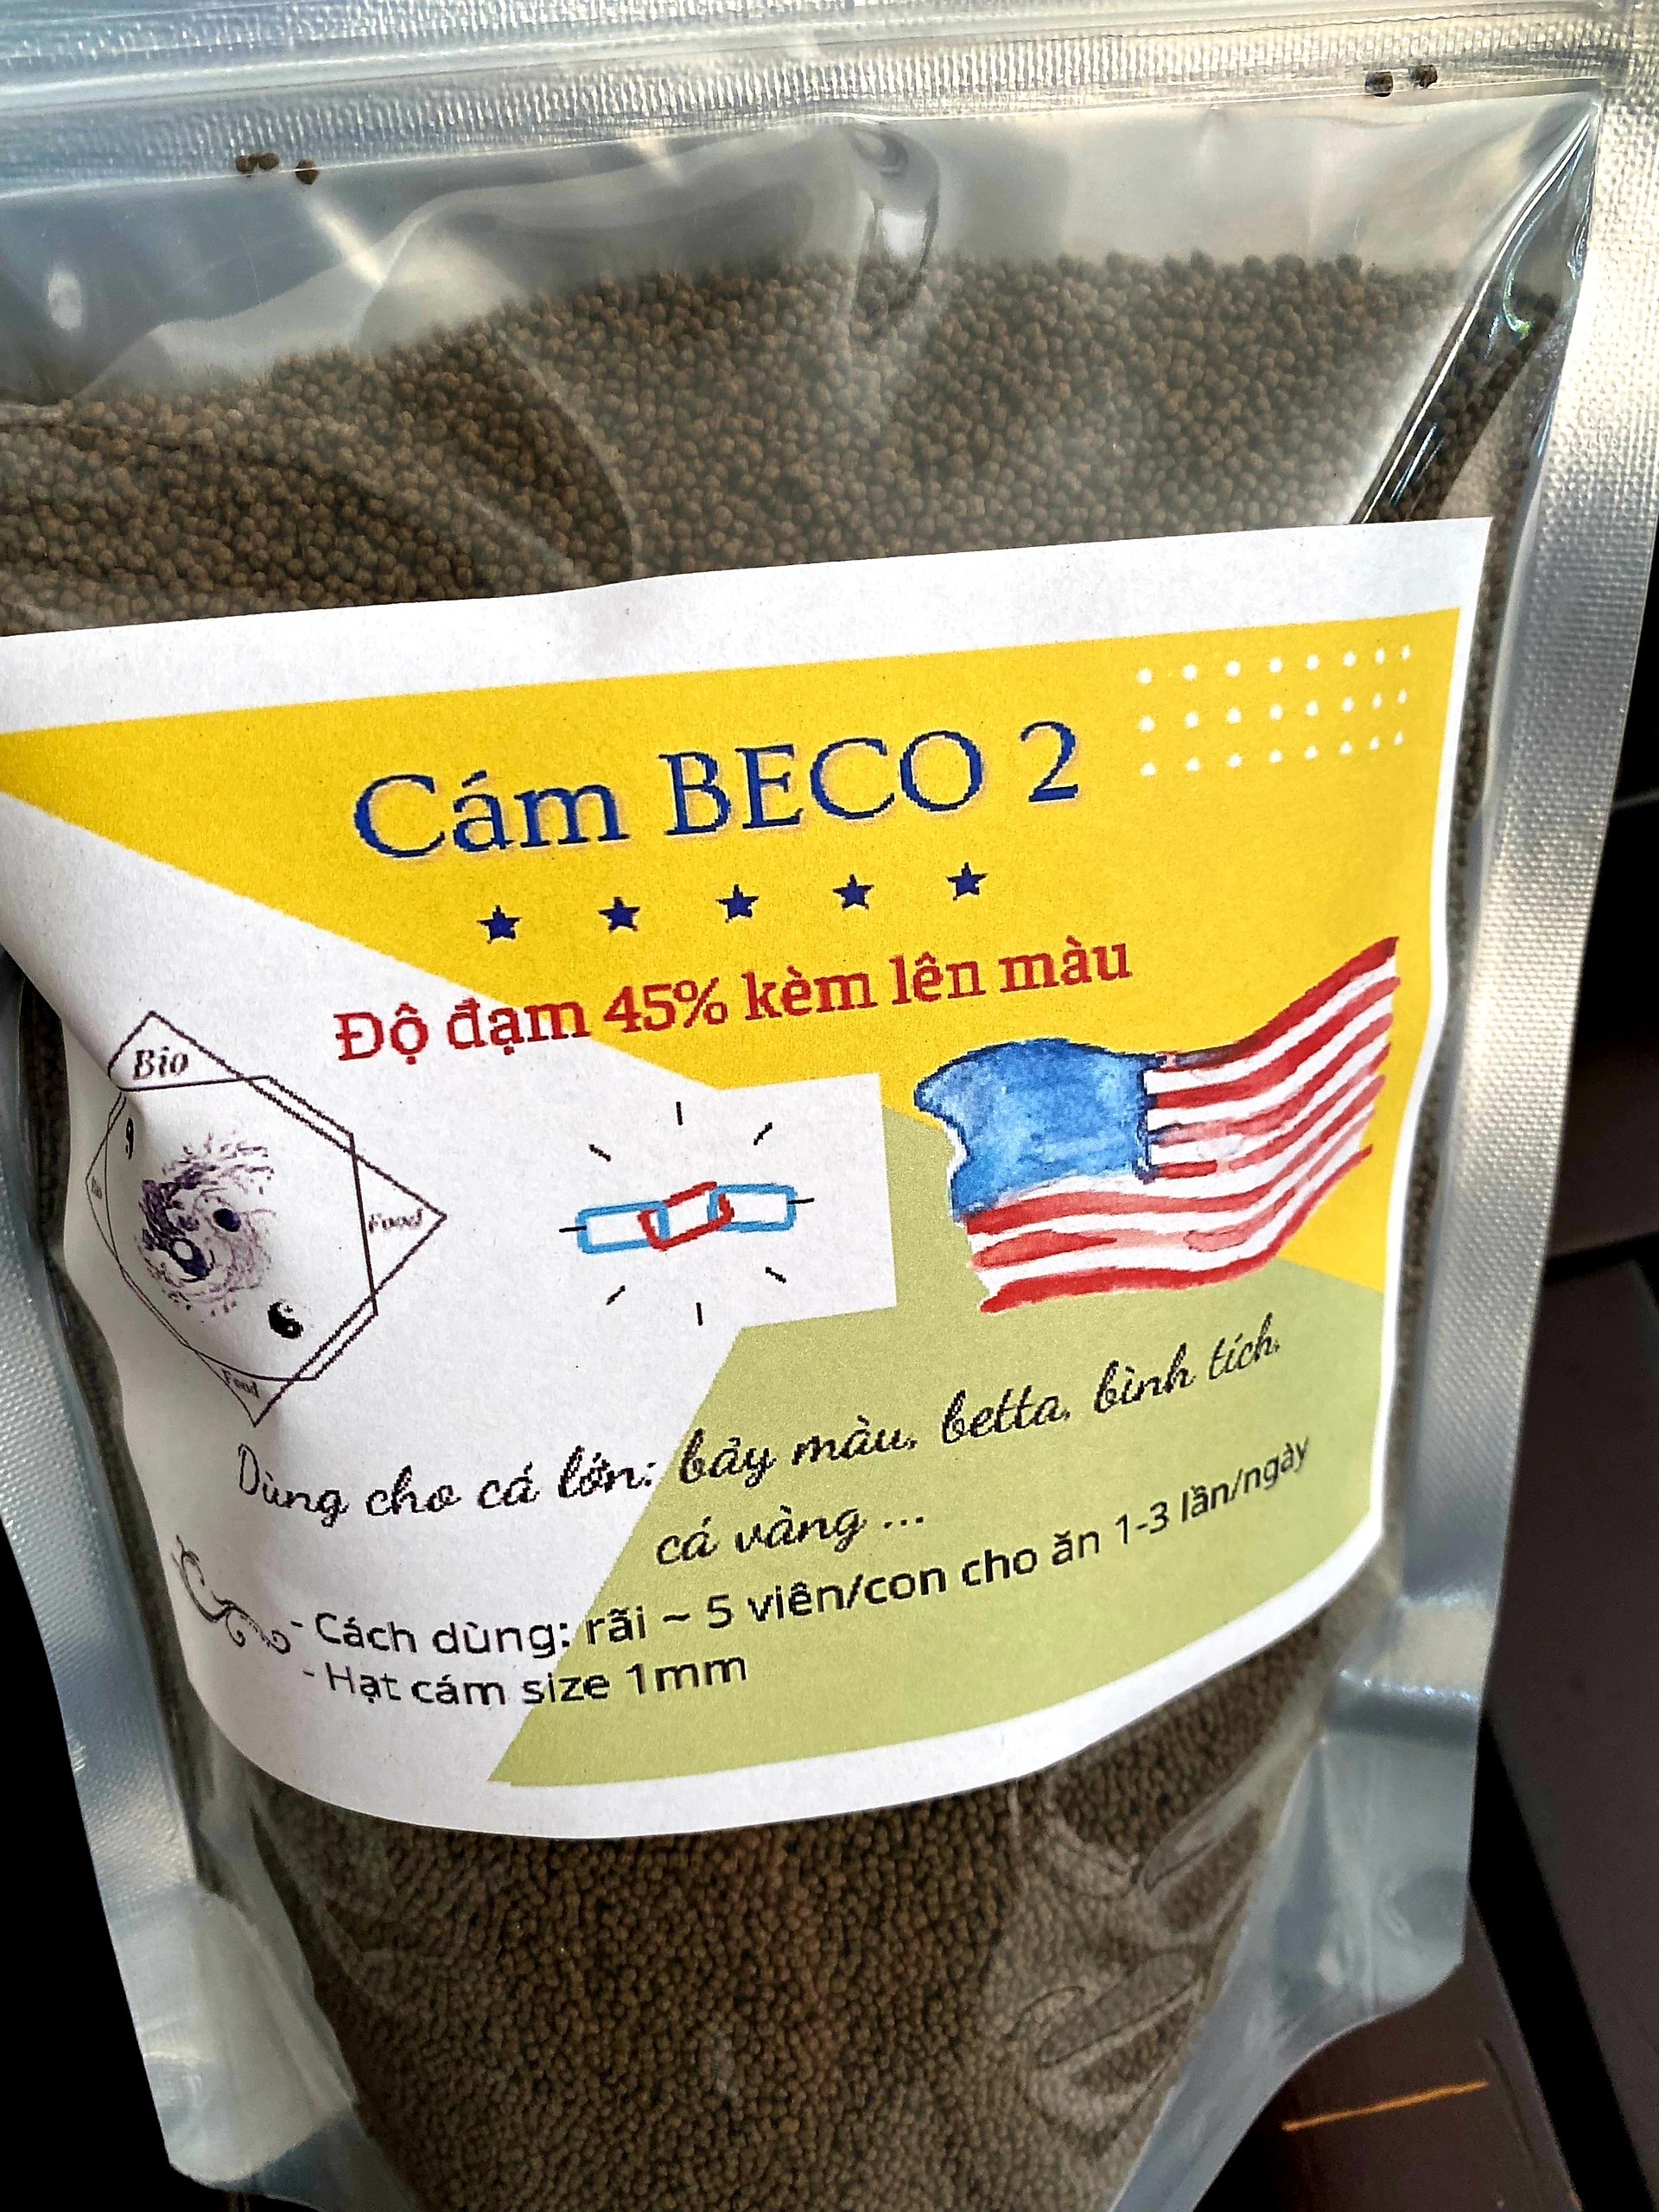 Cám BECO 2
Độ đạm 45% kèm lên màu
Bio
Food
Food
Dùng cho cá lớn: bảy màu, betta, bình tích,
cá vàng ...
- Cách dùng: rãi ~ 5 viên/con cho ăn 1-3 lần/ngày
- Hạt cám size 1mm